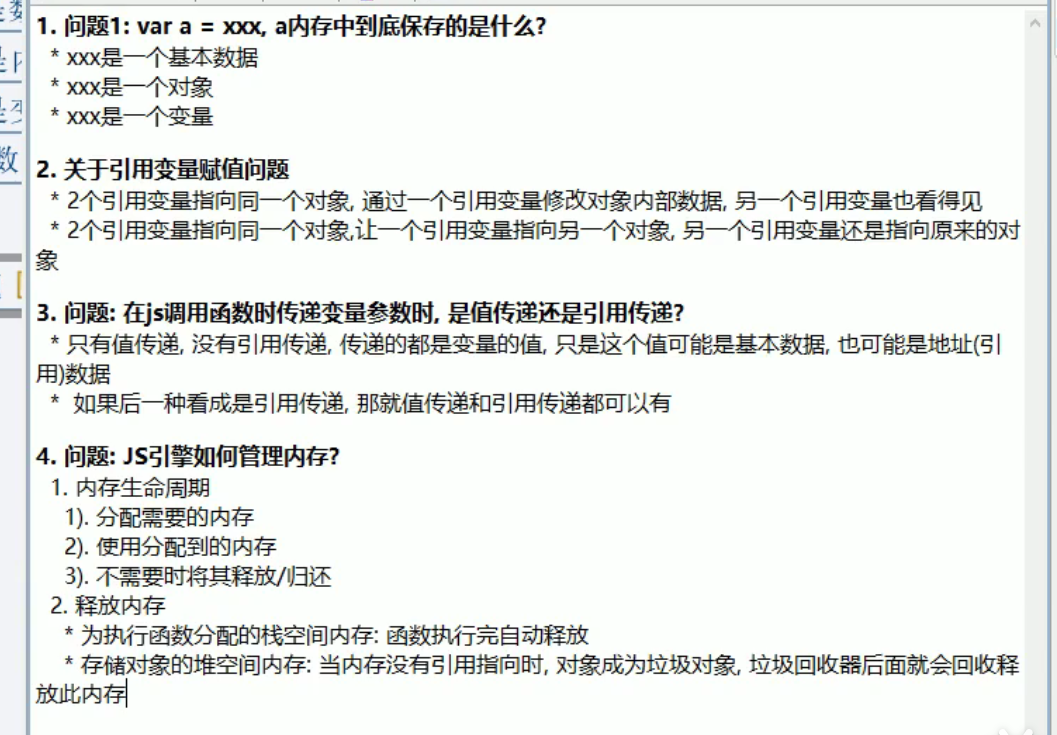 1. 问题1: var a = xxx, a内存中到底保存的是什么?
* xxx是一个基本数据
* xxx是一个对象
* xxx是一个变量
2. 关于引用变量赋值问题
* 2个引用变量指向同一个对象, 通过一个引用变量修改对象内部数据, 另一个引用变量也看得见
* 2个引用变量指向同一个对象,让一个引用变量指向另一个对象, 另一个引用变量还是指向原来的对
象
3. 问题: 在js调用函数时传递变量参数时, 是值传递还是引用传递?
* 只有值传递, 没有引用传递, 传递的都是变量的值, 只是这个值可能是基本数据, 也可能是地址(引
用)数据
* 如果后一种看成是引用传递, 那就值传递和引用传递都可以有
4. 问题: JS引擎如何管理内存?
1. 内存生命周期
1). 分配需要的内存
2). 使用分配到的内存
3). 不需要时将其释放/归还
2. 释放内存
* 为执行函数分配的栈空间内存: 函数执行完自动释放
* 存储对象的堆空间内存: 当内存没有引用指向时, 对象成为垃圾对象, 垃圾回收器后面就会回收释
放此内存